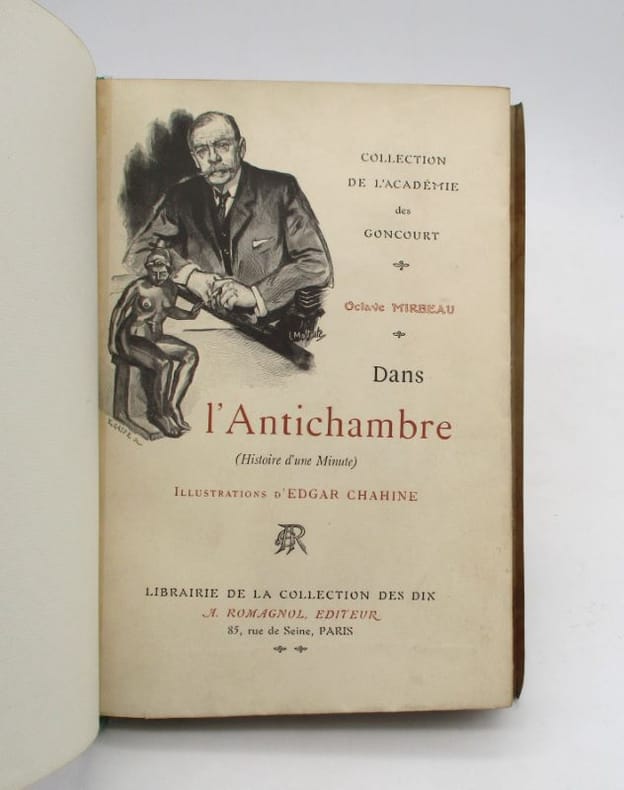 COLLECTION
DE L'ACADÉMIE
des
GONCOURT
Octave MIRBEAU
Dans
l'Antichambre
(Histoire d'une Minute)
ILLUSTRATIONS D'EDGAR CHAHINE
AR
LIBRAIRIE DE LA COLLECTION DES DIX
A. ROMAGNOL, EDITEUR
85, rue de Seine, PARIS